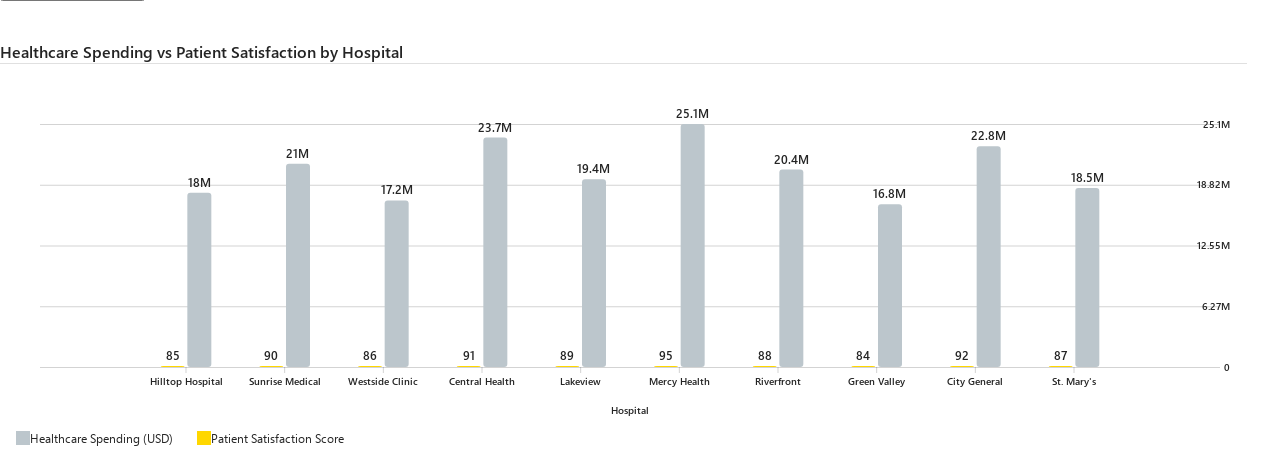 Healthcare Spending vs Patient Satisfaction by Hospital
25.1M
23.7M
25.1M
22.8M
21M
20.4M
19.4M
18M
17.2M
16.8M
18.5M
18.82M
12.55M
6.27M
85 90 86 91 89 95 88 84 92 87
0
Hilltop Hospital Sunrise Medical Westside Clinic Central Health Lakeview Mercy Health Riverfront Green Valley City General St. Mary's
Hospital
Healthcare Spending (USD) Patient Satisfaction Score